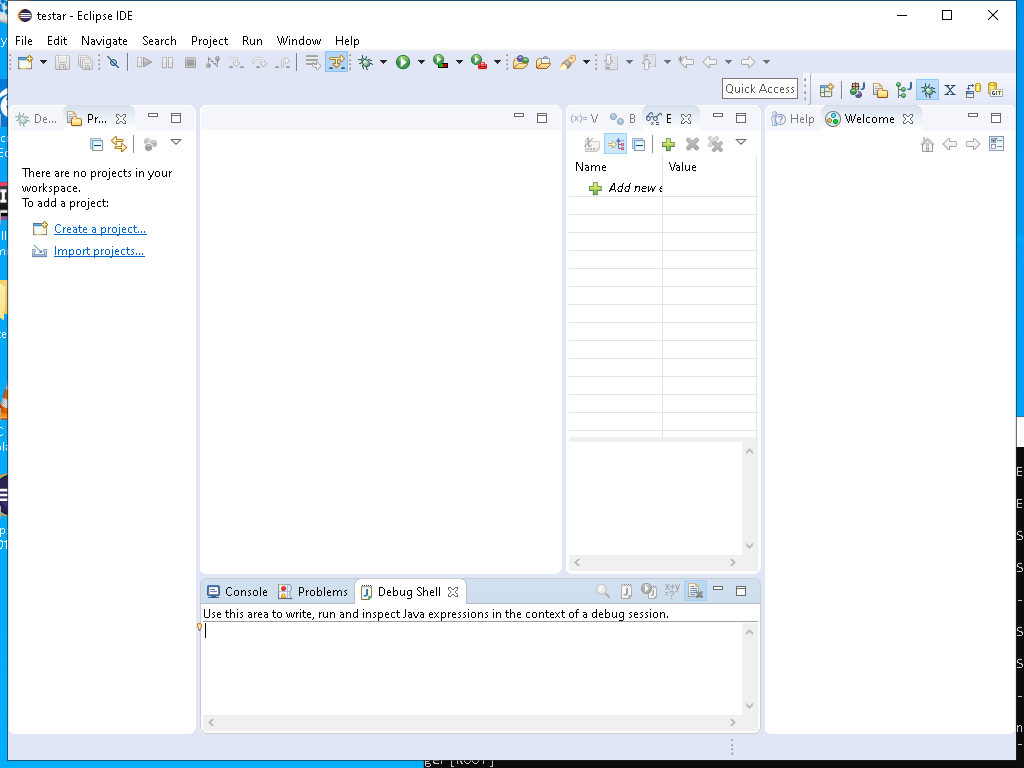 testar - Eclipse IDE
File Edit Navigate Search Project Run Window Help
Quick Access
De... Pr...
(x)= V B E
Help Welcome
There are no projects in your
workspace.
To add a project:
Create a project...
Import projects...
Name Value
Add new e
Console Problems Debug Shell
Use this area to write, run and inspect Java expressions in the context of a debug session.